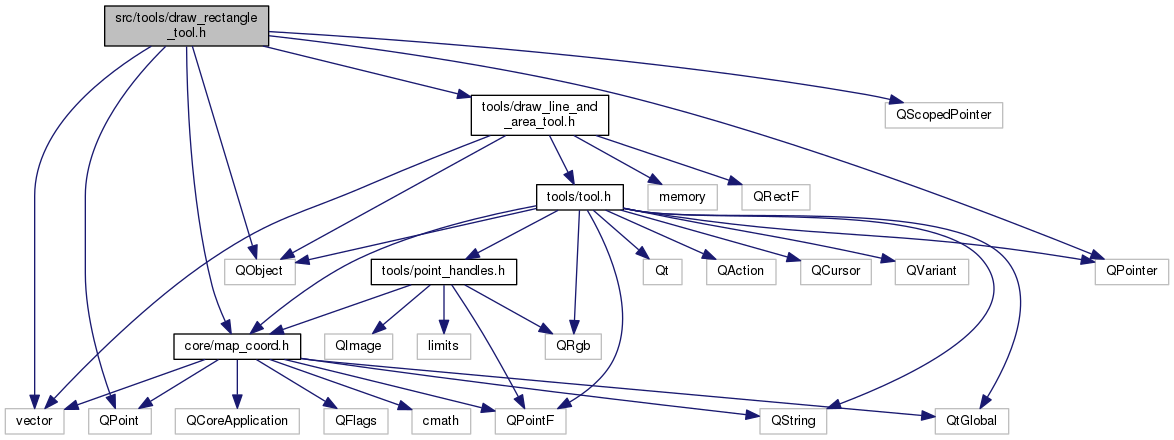 src/tools/draw_rectangle
_tool.h
tools/draw_line_and
_area_tool.h
QScopedPointer
tools/tool.h
memory
QRectF
QObject
tools/point_handles.h
Qt
QAction
QCursor
QVariant
QPointer
core/map_coord.h
QImage
limits
QRgb
vector
QPoint
QCoreApplication
QFlags
cmath
QPointF
QString
QtGlobal